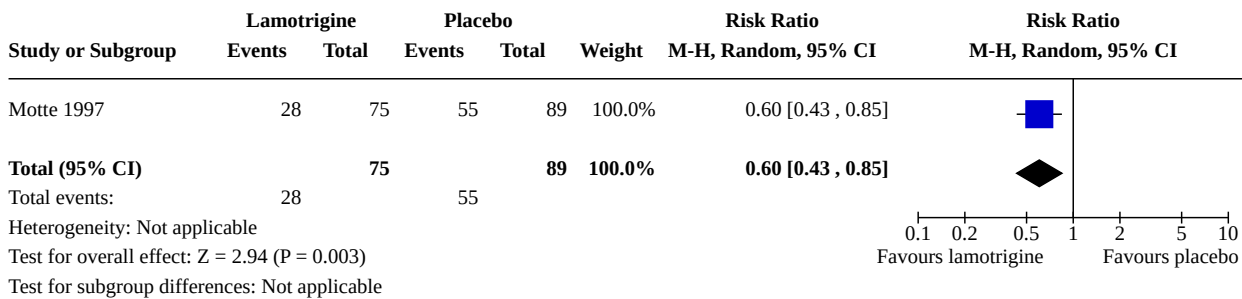 Lamotrigine Placebo Risk Ratio Risk Ratio
Study or Subgroup Events Total Events Total Weight M-H, Random, 95% CI M-H, Random, 95% CI
Motte 1997 28 75 55 89 100.0% 0.60 [0.43 , 0.85]
Total (95% CI) 75 89 100.0% 0.60 [0.43 , 0.85]
Total events: 28 55
Heterogeneity: Not applicable
0.1 0.2 0.5 1 2 5 10
Test for overall effect: Z = 2.94 (P = 0.003) Favours lamotrigine Favours placebo
Test for subgroup differences: Not applicable